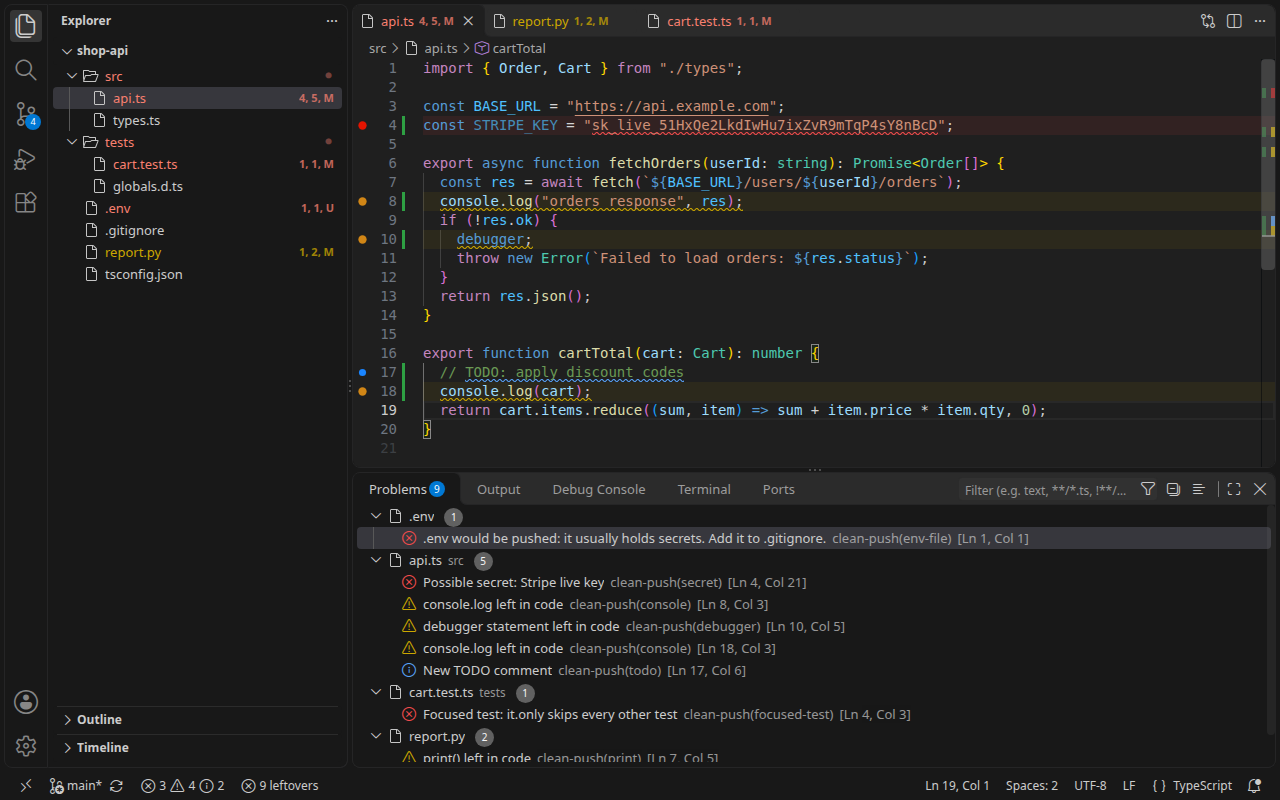 Explorer
shop-api
src
api.ts 4, 5, M
types.ts
tests
cart.test.ts 1, 1, M
globals.d.ts
.env 1, 1, U
.gitignore
report.py 1, 2, M
tsconfig.json
Outline
Timeline
4
api.ts 4, 5, M
report.py 1, 2, M
cart.test.ts 1, 1, M
src > api.ts > cartTotal
1 import { Order, Cart } from "./types";
2
3 const BASE_URL = "https://api.example.com";
4 const STRIPE_KEY = "sk_live_51HxQe2LkdIwHu7ixZvR9mTqP4sY8nBcD";
5
6 export async function fetchOrders(userId: string): Promise<Order[]> {
7 const res = await fetch(`${BASE_URL}/users/${userId}/orders`);
8 console.log("orders response", res);
9 if (!res.ok) {
10 debugger;
11 throw new Error(`Failed to load orders: ${res.status}`);
12 }
13 return res.json();
14 }
15
16 export function cartTotal(cart: Cart): number {
17 // TODO: apply discount codes
18 console.log(cart);
19 return cart.items.reduce((sum, item) => sum + item.price * item.qty, 0);
20 }
21
Problems 9 Output Debug Console Terminal Ports Filter (e.g. text, **/*.ts, !**/...
.env 1
.env would be pushed: it usually holds secrets. Add it to .gitignore. clean-push(env-file) [Ln 1, Col 1]
api.ts src 5
Possible secret: Stripe live key clean-push(secret) [Ln 4, Col 21]
console.log left in code clean-push(console) [Ln 8, Col 3]
debugger statement left in code clean-push(debugger) [Ln 10, Col 5]
console.log left in code clean-push(console) [Ln 18, Col 3]
New TODO comment clean-push(todo) [Ln 17, Col 6]
cart.test.ts tests 1
Focused test: it.only skips every other test clean-push(focused-test) [Ln 4, Col 3]
report.py 2
print() left in code clean-push(print) [Ln 7, Col 5]
main* 3 4 2 9 leftovers Ln 19, Col 1 Spaces: 2 UTF-8 LF { } TypeScript